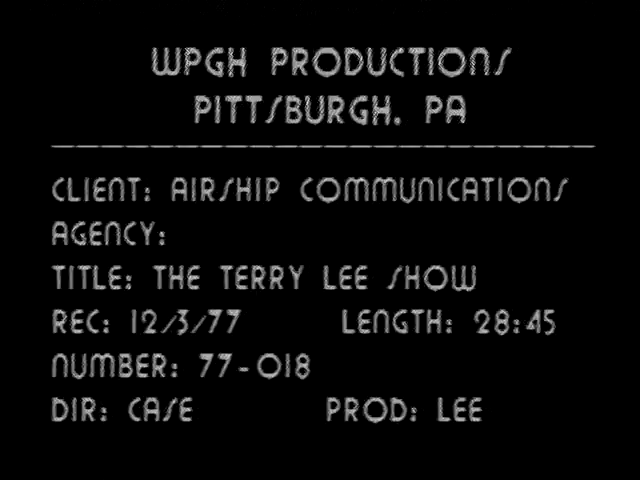 WPGH PRODUCTIONS
PITTSBURGH, PA
CLIENT: AIRSHIP COMMUNICATIONS
AGENCY:
TITLE: THE TERRY LEE SHOW
REC: 12/3/77 LENGTH: 28:45
NUMBER: 77-018
DIR: CASE PROD: LEE